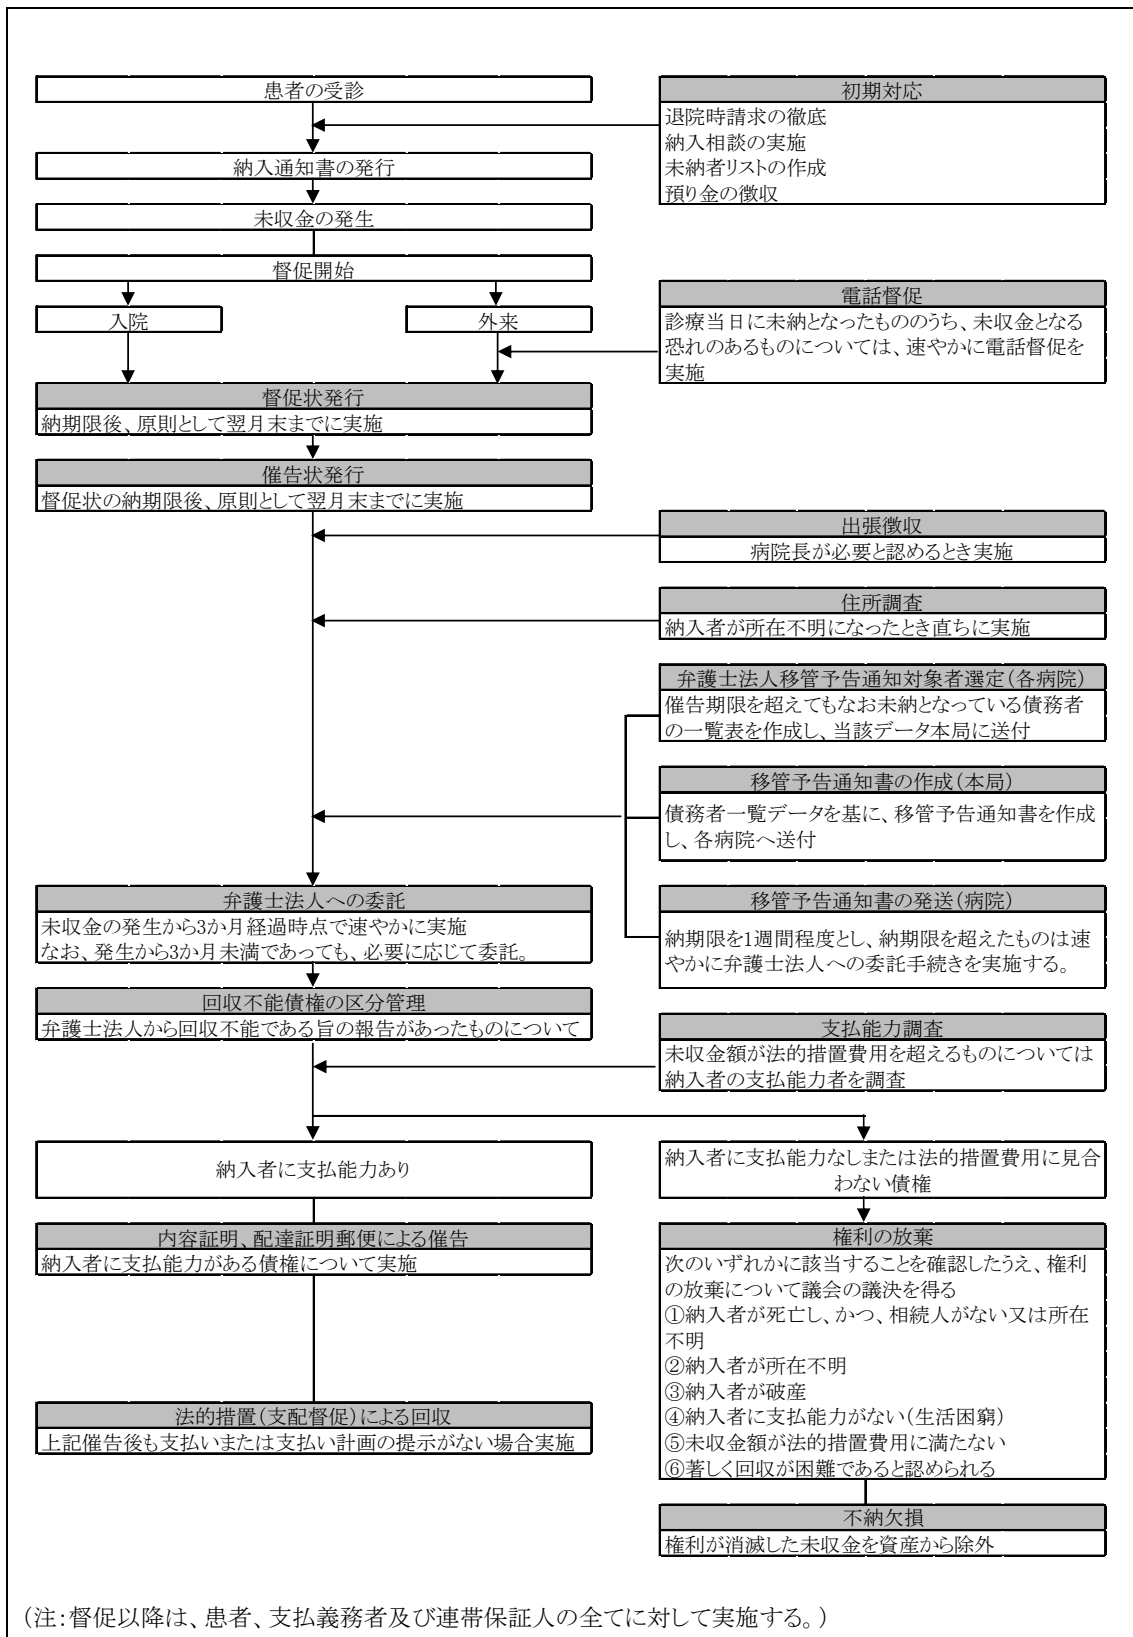 患者の受診
初期対応
退院時請求の徹底
納入相談の実施
未納者リストの作成
預り金の徴収
納入通知書の発行
未収金の発生
督促開始
入院
外来
電話督促
診療当日に未納となったもののうち、未収金となる
恐れのあるものについては、速やかに電話督促を
実施
督促状発行
納期限後、原則として翌月末までに実施
催告状発行
督促状の納期限後、原則として翌月末までに実施
出張徴収
病院長が必要と認めるとき実施
住所調査
納入者が所在不明になったとき直ちに実施
弁護士法人移管予告通知対象者選定(各病院)
催告期限を超えてもなお未納となっている債務者
の一覧表を作成し、当該データ本局に送付
移管予告通知書の作成(本局)
債務者一覧データを基に、移管予告通知書を作成
し、各病院へ送付
移管予告通知書の発送(病院)
納期限を1週間程度とし、納期限を超えたものは速
やかに弁護士法人への委託手続きを実施する。
弁護士法人への委託
未収金の発生から3か月経過時点で速やかに実施
なお、発生から3か月未満であっても、必要に応じて委託。
回収不能債権の区分管理
弁護士法人から回収不能である旨の報告があったものについて
支払能力調査
未収金額が法的措置費用を超えるものについては
納入者の支払能力者を調査
納入者に支払能力あり
納入者に支払能力なしまたは法的措置費用に見合
わない債権
内容証明、配達証明郵便による催告
納入者に支払能力がある債権について実施
法的措置(支配督促)による回収
上記催告後も支払いまたは支払い計画の提示がない場合実施
権利の放棄
次のいずれかに該当することを確認したうえ、権利
の放棄について議会の議決を得る
①納入者が死亡し、かつ、相続人がない又は所在
不明
②納入者が所在不明
③納入者が破産
④納入者に支払能力がない(生活困窮)
⑤未収金額が法的措置費用に満たない
⑥著しく回収が困難であると認められる
不納欠損
権利が消滅した未収金を資産から除外
(注:督促以降は、患者、支払義務者及び連帯保証人の全てに対して実施する。)